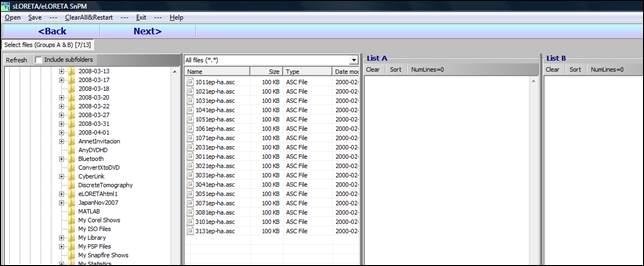 sLORETA/eLORETA SnPM
Open Save --- ClearAll&Restart --- Exit --- Help
<Back Next>
Select files (Groups A & B) [7/13]
Refresh Include subfolders
2008-03-13
2008-03-17
2008-03-18
2008-03-20
2008-03-22
2008-03-27
2008-03-31
2008-04-01
AnnetInvitacion
AnyDVDHD
Bluetooth
ConvertXtoDVD
CyberLink
DiscreteTomography
eLORETAhtml1
JapanNov2007
MATLAB
My Corel Shows
My ISO Files
My Library
My PSP Files
My Snapfire Shows
My Statistics
All files (*.*)
Name Size Type Date mod
1011ep-ha.asc 100 KB ASC File 2000-02-
1021ep-ha.asc 100 KB ASC File 2000-02-
1031ep-ha.asc 100 KB ASC File 2000-02-
1041ep-ha.asc 100 KB ASC File 2000-02-
1051ep-ha.asc 100 KB ASC File 2000-02-
1061ep-ha.asc 100 KB ASC File 2000-02-
1071ep-ha.asc 100 KB ASC File 2000-02-
2031ep-ha.asc 100 KB ASC File 2000-02-
3011ep-ha.asc 100 KB ASC File 2000-02-
3031ep-ha.asc 100 KB ASC File 2000-02-
3041ep-ha.asc 100 KB ASC File 2000-02-
3051ep-ha.asc 100 KB ASC File 2000-02-
3071ep-ha.asc 100 KB ASC File 2000-02-
3081ep-ha.asc 100 KB ASC File 2000-02-
3101ep-ha.asc 100 KB ASC File 2000-02-
3131ep-ha.asc 100 KB ASC File 2000-02-
List A
Clear Sort NumLines=0
List B
Clear Sort NumLines=0